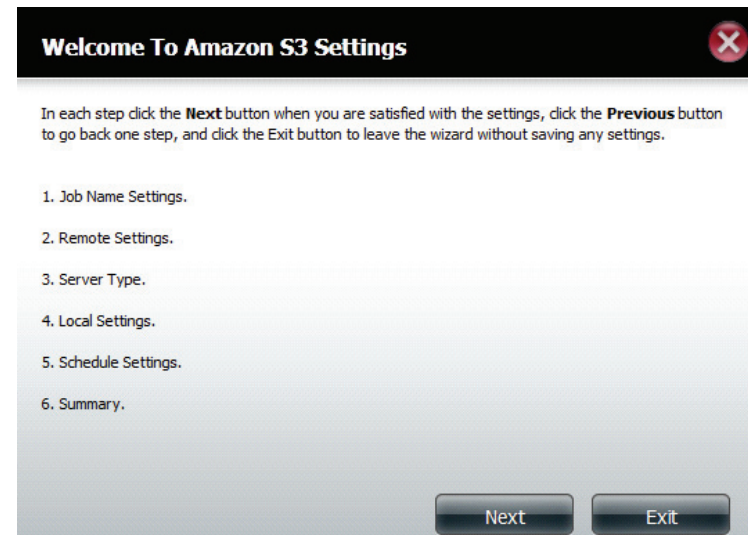 Welcome To Amazon S3 Settings
In each step click the Next button when you are satisfied with the settings, click the Previous button
to go back one step, and click the Exit button to leave the wizard without saving any settings.
1. Job Name Settings.
2. Remote Settings.
3. Server Type.
4. Local Settings.
5. Schedule Settings.
6. Summary.
Next Exit